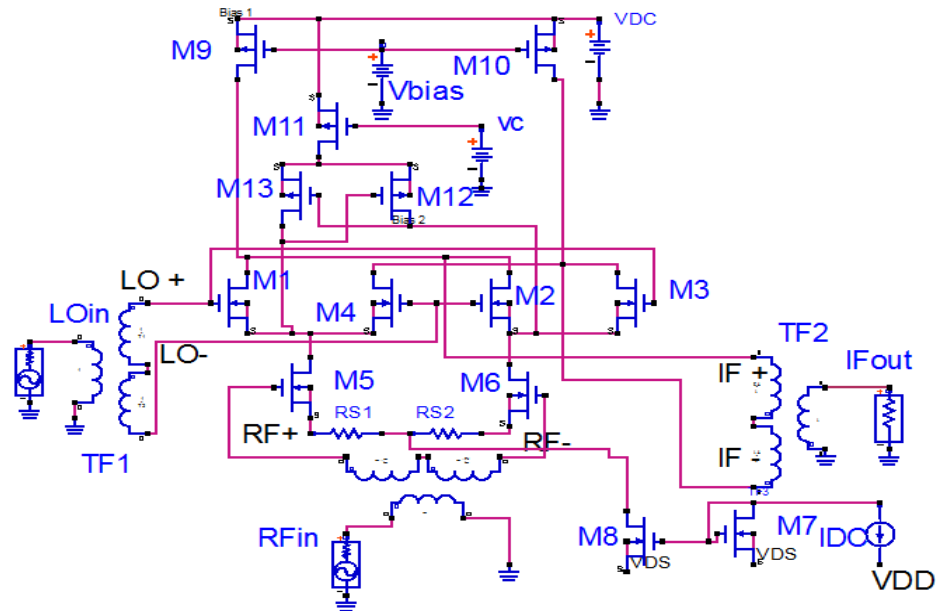 Bias 1
VDC
M9
M10
Vbias
M11
vc
M13
M12
Bias 2
LO +
M1
M4
M2
M3
LOin
TF2
LO-
IF +
IFout
M5
M6
RS1
RS2
RF+
RF-
TF1
IF -
RFin
M8
M7
IDC
VDS
VDS
VDD